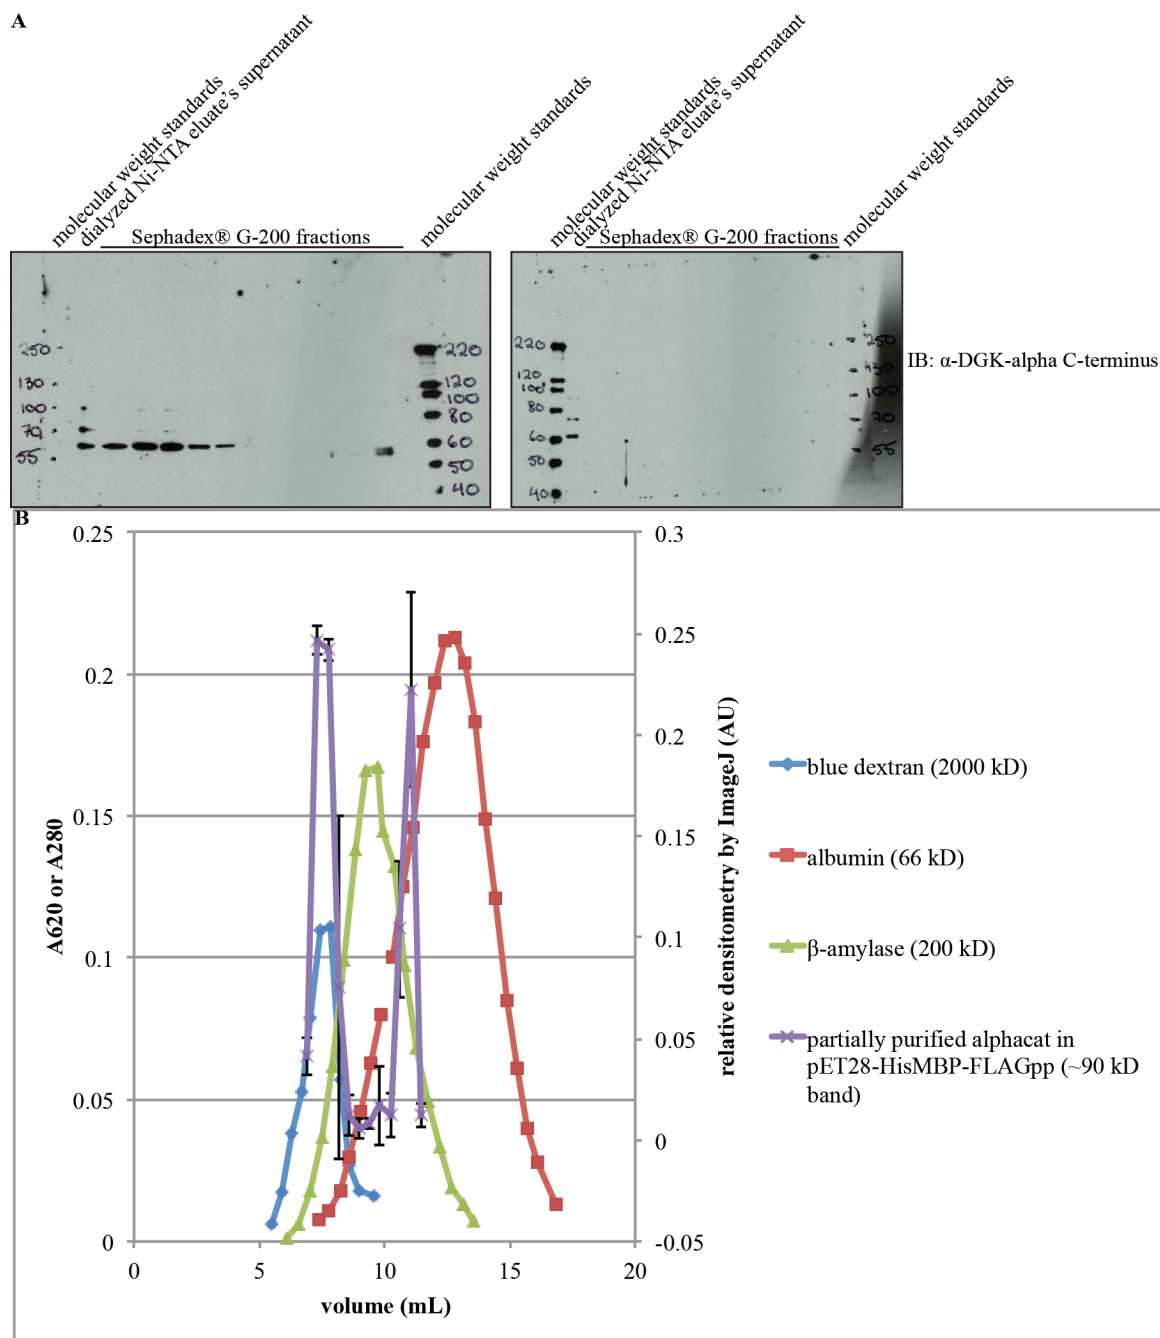 A
molecular weight standards
dialyzed Ni-NTA eluate's supernatant
Sephadex® G-200 fractions
molecular weight standards
250
130
100
70
55
220
120
100
80
60
50
40
molecular weight standards
dialyzed Ni-NTA eluate's supernatant
Sephadex® G-200 fractions
molecular weight standards
220
120
100
80
60
50
40
250
130
100
70
55
IB: α-DGK-alpha C-terminus
B
0.25
0.2
0.15
0.1
0.05
0
A620 or A280
0.3
0.25
0.2
0.15
0.1
0.05
0
-0.05
relative densitometry by ImageJ (AU)
0 5 10 15 20
volume (mL)
blue dextran (2000 kD)
albumin (66 kD)
β-amylase (200 kD)
partially purified alphacat in
pET28-HisMBP-FLAGpp (~90 kD
band)